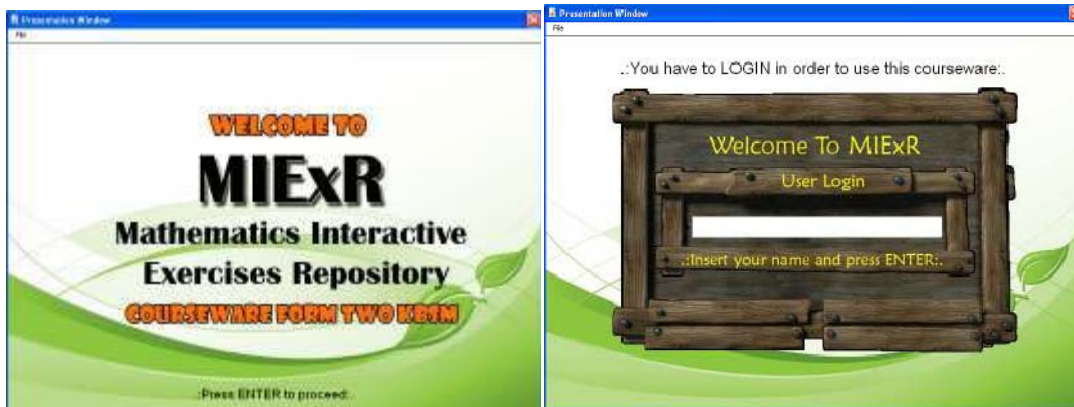 Presentation Window
File
WELCOME TO
MIExR
Mathematics Interactive
Exercises Repository
COURSEWARE FORM TWO KBSM
.:Press ENTER to proceed:.
Presentation Window
File
.:You have to LOGIN in order to use this courseware:.
Welcome To MIExR
User Login
.:Insert your name and press ENTER:.